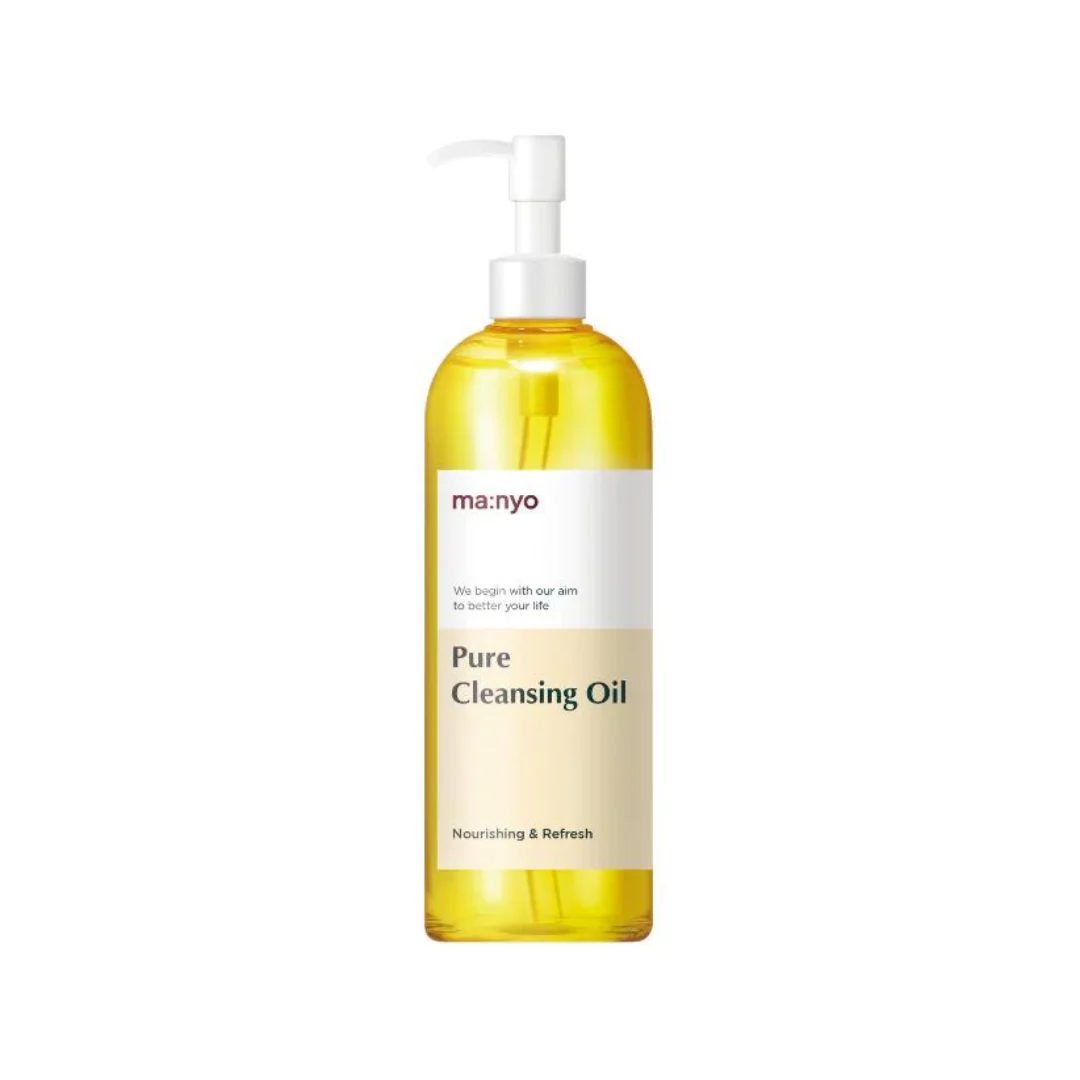 ma:nyo
We begin with our aim
to better your life
Pure
Cleansing Oil
Nourishing & Refresh